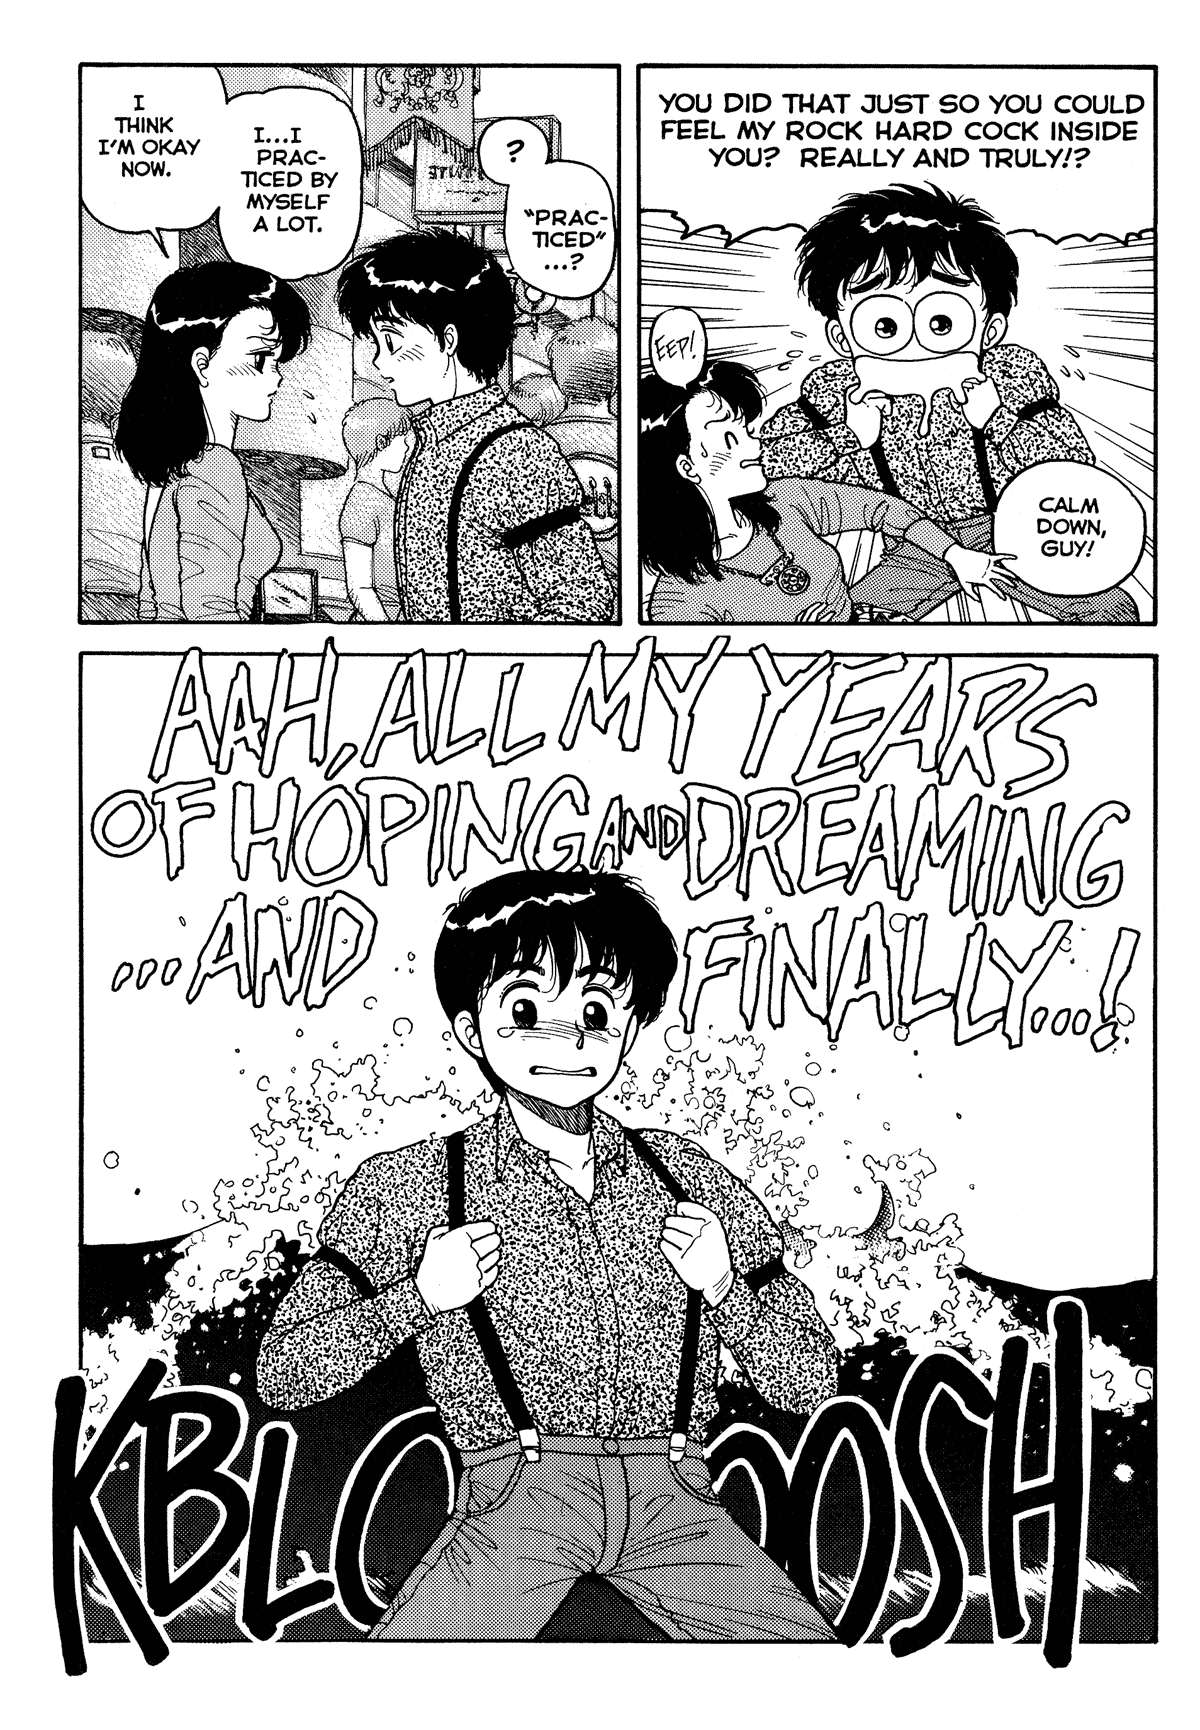 I
THINK
I'M OKAY
NOW.
I...I
PRAC-
TICED BY
MYSELF
A LOT.
?
"PRAC-
TICED"
...?
YOU DID THAT JUST SO YOU COULD
FEEL MY ROCK HARD COCK INSIDE
YOU? REALLY AND TRULY!?
EEP!
CALM
DOWN,
GUY!
AAH, ALL MY YEARS
OF HOPING AND DREAMING
...AND FINALLY...!